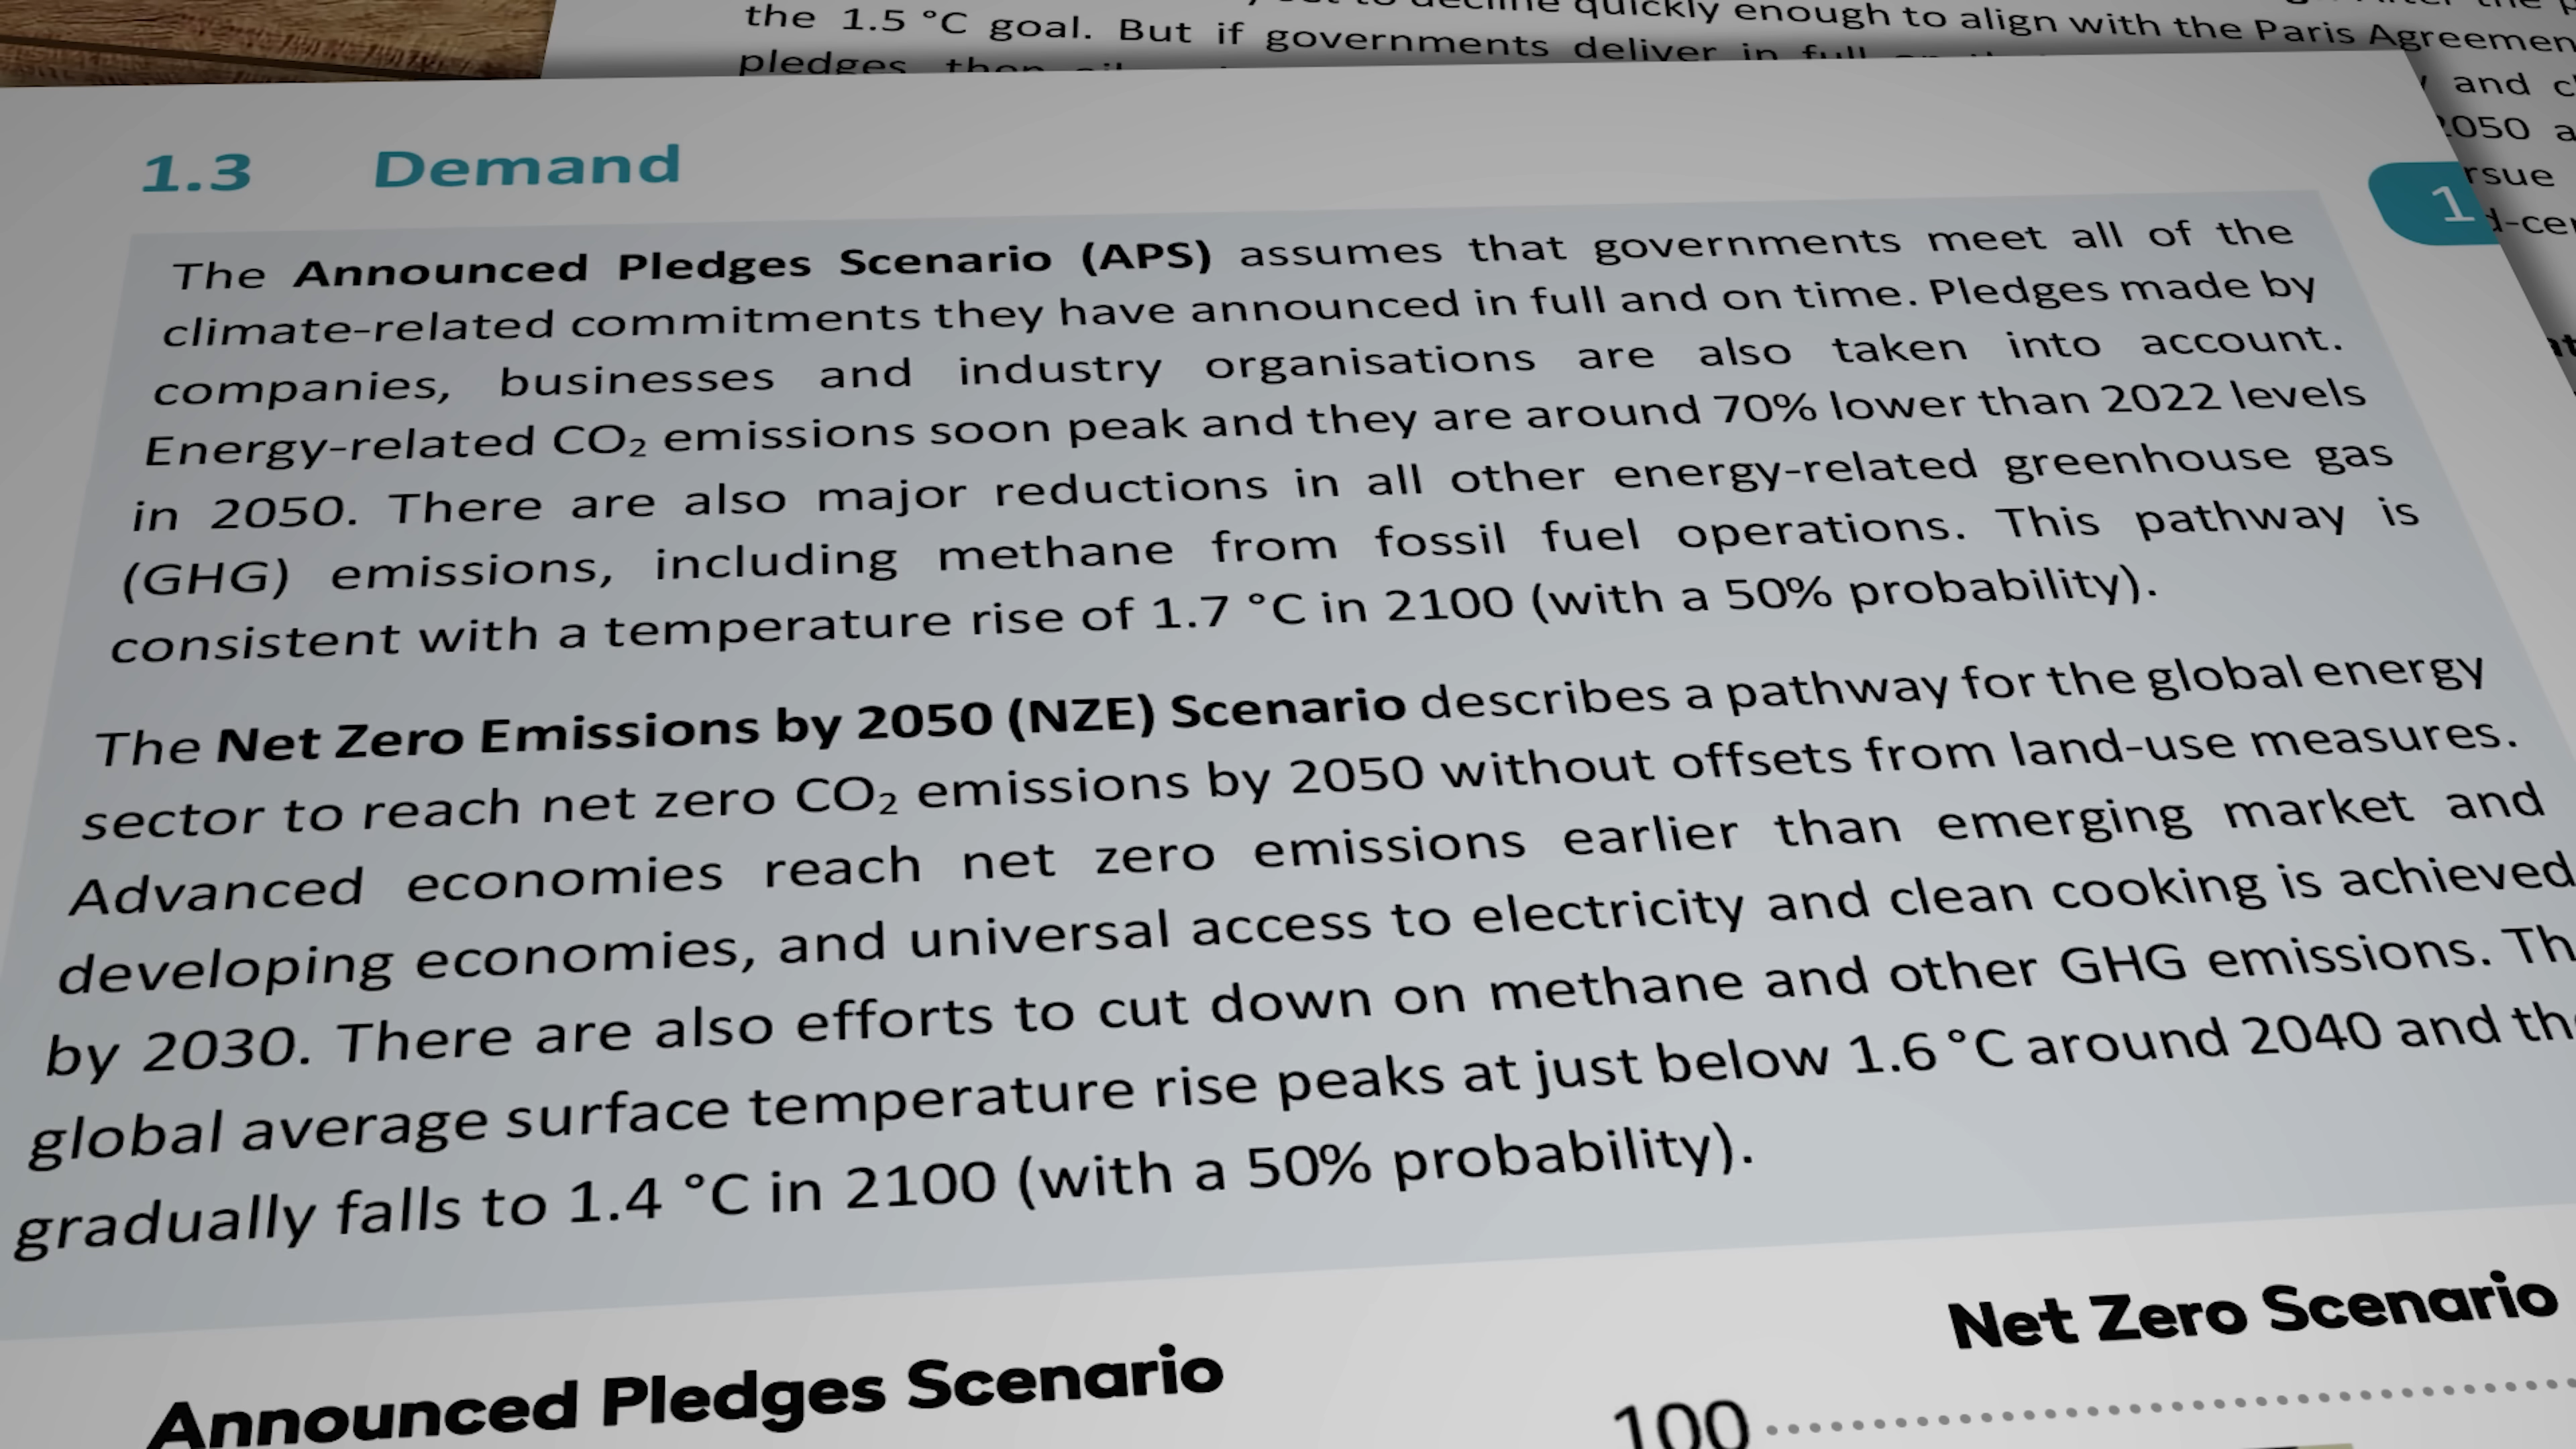 the 1.5 °C goal. But if governments deliver in full
quickly enough to align with the Paris
pledges
and
2050
1.3 Demand
1
The Announced Pledges Scenario (APS) assumes that governments meet all of the
climate-related commitments they have announced in full and on time. Pledges made by
companies, businesses and industry organisations are also taken into account.
Energy-related CO₂ emissions soon peak and they are around 70% lower than 2022 levels
in 2050. There are also major reductions in all other energy-related greenhouse gas
(GHG) emissions, including methane from fossil fuel operations. This pathway is
consistent with a temperature rise of 1.7 °C in 2100 (with a 50% probability).
The Net Zero Emissions by 2050 (NZE) Scenario describes a pathway for the global energy
sector to reach net zero CO₂ emissions by 2050 without offsets from land-use measures.
Advanced economies reach net zero emissions earlier than emerging market and
developing economies, and universal access to electricity and clean cooking is achieved
by 2030. There are also efforts to cut down on methane and other GHG emissions.
global average surface temperature rise peaks at just below 1.6 °C around 2040 and
gradually falls to 1.4 °C in 2100 (with a 50% probability).
Announced Pledges Scenario
Net Zero Scenario
100